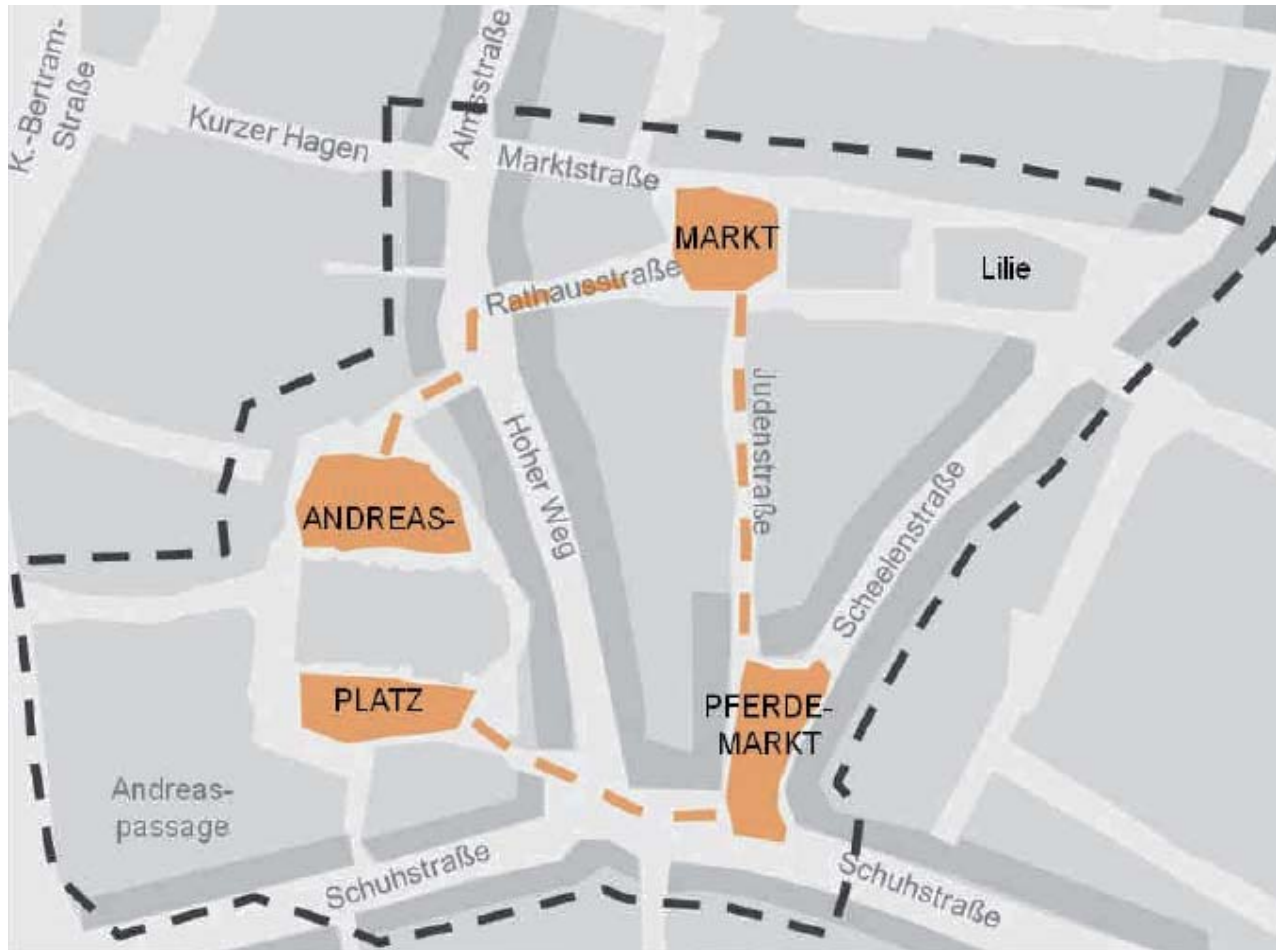 K.-Bertram-
Straße
Kurzer Hagen
Almsstraße
Marktstraße
MARKT
Lilie
Rathausstraße
Judenstraße
Hoher Weg
ANDREAS-
Scheelenstraße
PLATZ
PFERDE-
MARKT
Andreas-
passage
Schuhstraße
Schuhstraße